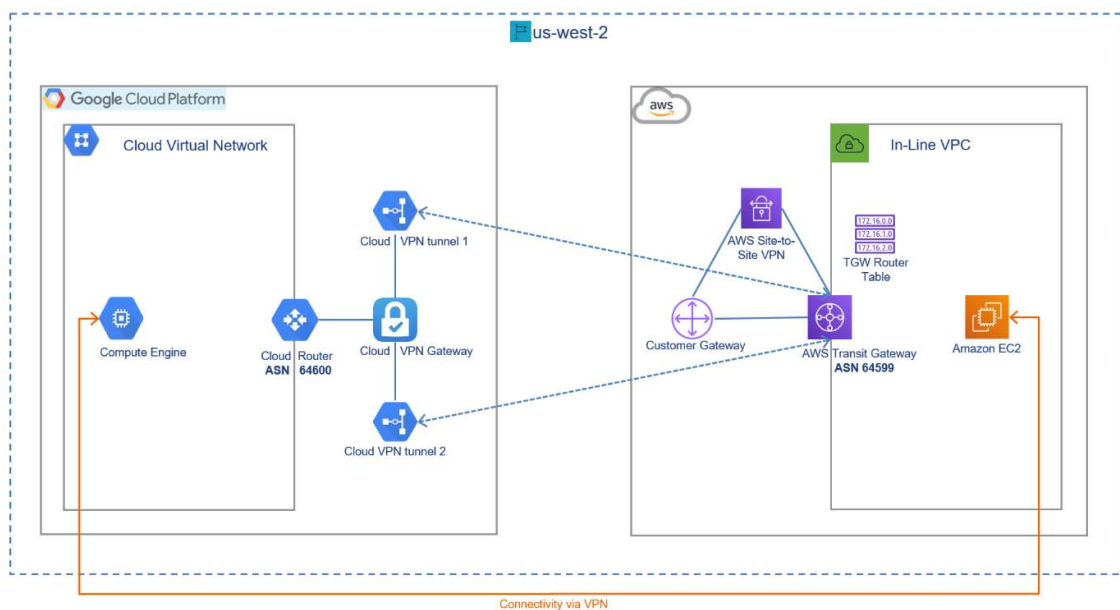 us-west-2
Google Cloud Platform
Cloud Virtual Network
Cloud VPN tunnel 1
Compute Engine
Cloud Router
ASN 64600
Cloud VPN Gateway
Cloud VPN tunnel 2
aws
In-Line VPC
AWS Site-to-
Site VPN
172.16.0.0
172.16.1.0
172.16.2.0
TGW Router
Table
Customer Gateway
AWS Transit Gateway
ASN 64599
Amazon EC2
Connectivity via VPN